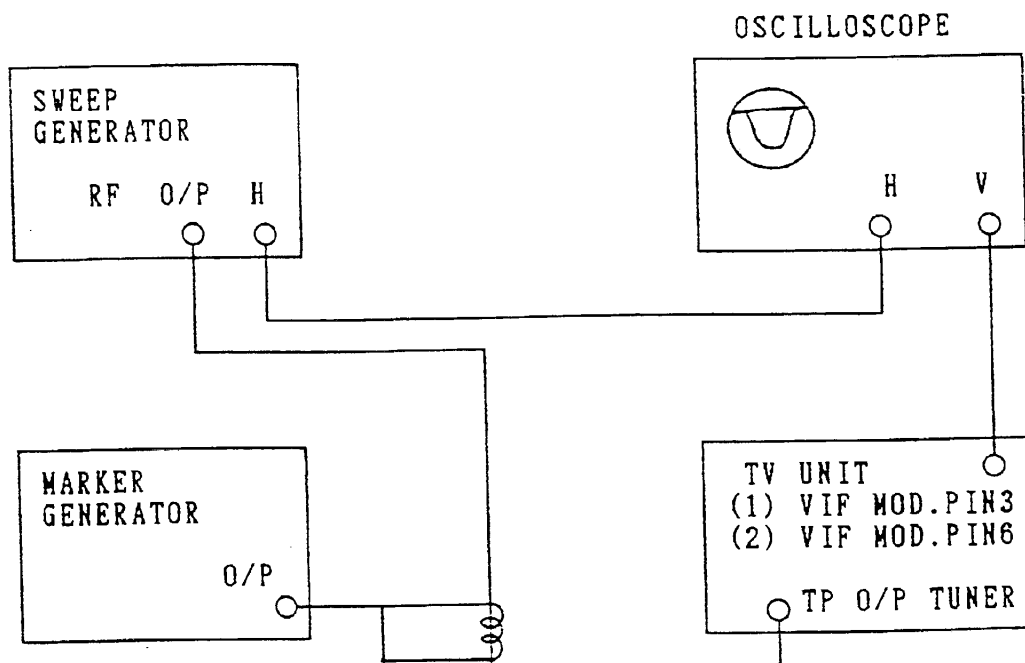 OSCILLOSCOPE
SWEEP
GENERATOR
RF O/P H
H V
MARKER
GENERATOR
O/P
TV UNIT
(1) VIF MOD.PIN3
(2) VIF MOD.PIN6
TP O/P TUNER